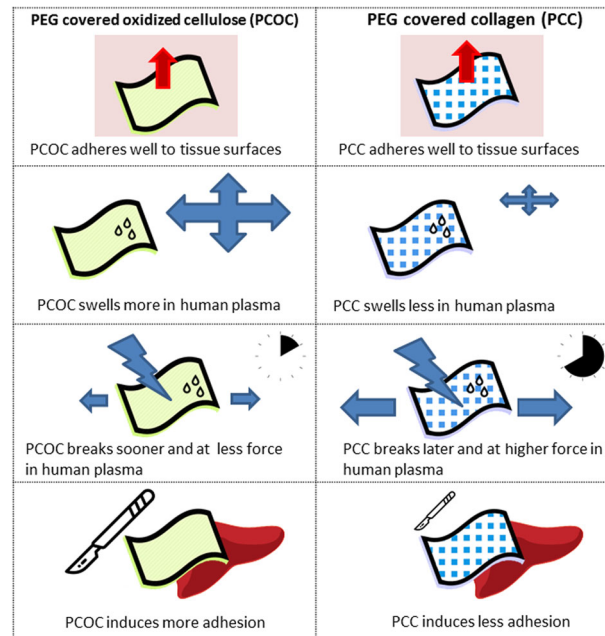 PEG covered oxidized cellulose (PCOC)
PEG covered collagen (PCC)
PCOC adheres well to tissue surfaces
PCC adheres well to tissue surfaces
PCOC swells more in human plasma
PCC swells less in human plasma
PCOC breaks sooner and at less force
in human plasma
PCC breaks later and at higher force in
human plasma
PCOC induces more adhesion
PCC induces less adhesion